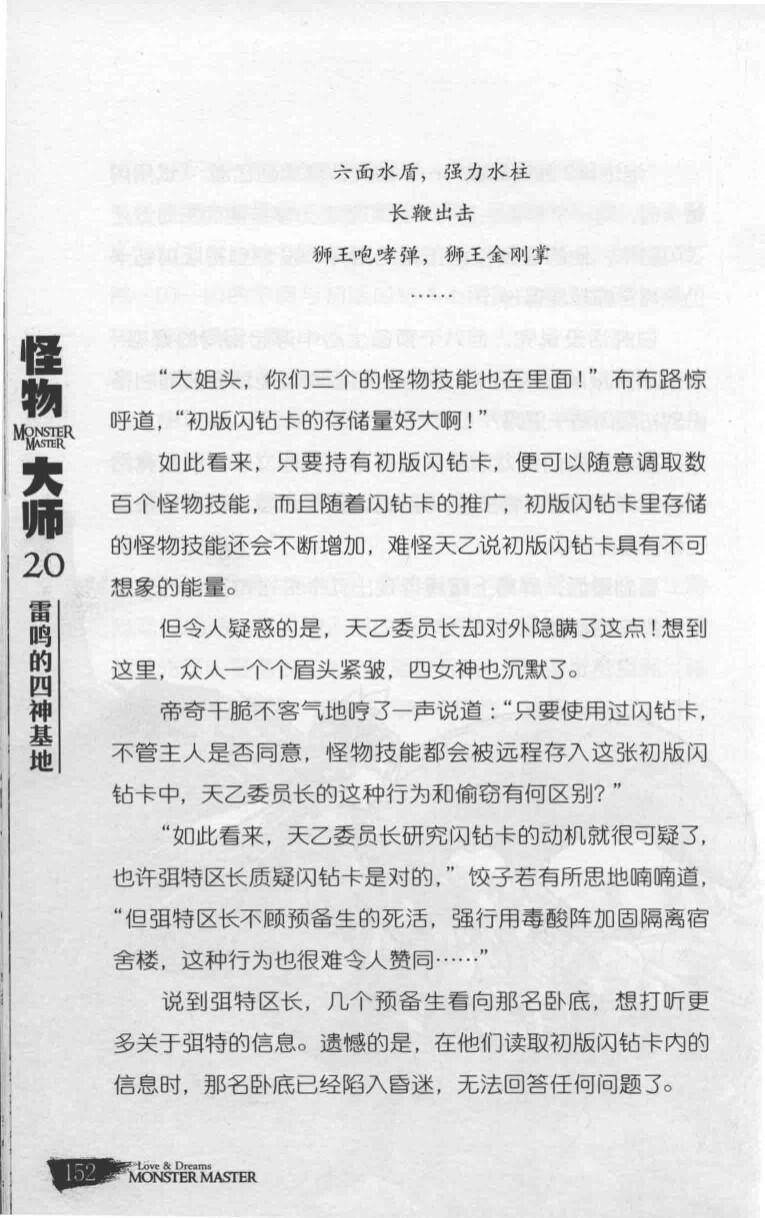 六面水盾，强力水柱
长鞭出击
狮王咆哮弹，狮王金刚掌
……
“大姐头，你们三个的怪物技能也在里面！”布布路惊
呼道，“初版闪钻卡的存储量好大啊！”
如此看来，只要持有初版闪钻卡，便可以随意调取数
百个怪物技能，而且随着闪钻卡的推广，初版闪钻卡里存储
的怪物技能还会不断增加，难怪天乙说初版闪钻卡具有不可
想象的能量。
但令人疑惑的是，天乙委员长却对外隐瞒了这点！想到
这里，众人一个个眉头紧皱，四女神也沉默了。
帝奇干脆不客气地哼了一声说道：“只要使用过闪钻卡，
不管主人是否同意，怪物技能都会被远程存入这张初版闪
钻卡中，天乙委员长的这种行为和偷窃有何区别？”
“如此看来，天乙委员长研究闪钻卡的动机就很可疑了，
也许弭特区长质疑闪钻卡是对的，”饺子若有所思地喃喃道，
“但弭特区长不顾预备生的死活，强行用毒酸阵加固隔离宿
舍楼，这种行为也很难令人赞同……”
说到弭特区长，几个预备生看向那名卧底，想打听更
多关于弭特的信息。遗憾的是，在他们读取初版闪钻卡内的
信息时，那名卧底已经陷入昏迷，无法回答任何问题了。
怪物
MONSTER
MASTER
大师
20
雷鸣的四神基地
152
Love & Dreams
MONSTER MASTER